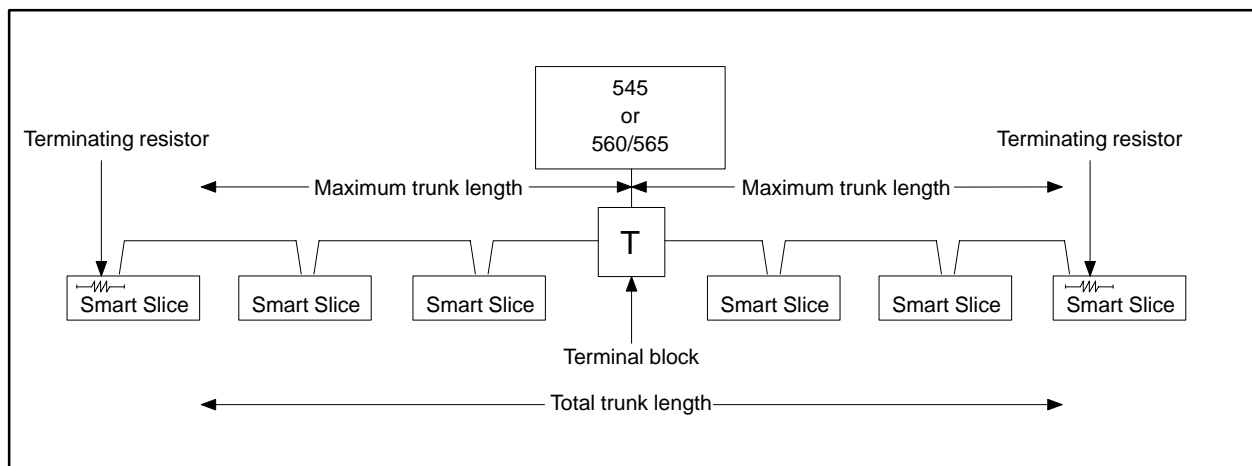 545
or
560/565
Terminating resistor
Terminating resistor
Maximum trunk length
Maximum trunk length
T
Smart Slice
Smart Slice
Smart Slice
Smart Slice
Smart Slice
Smart Slice
Terminal block
Total trunk length